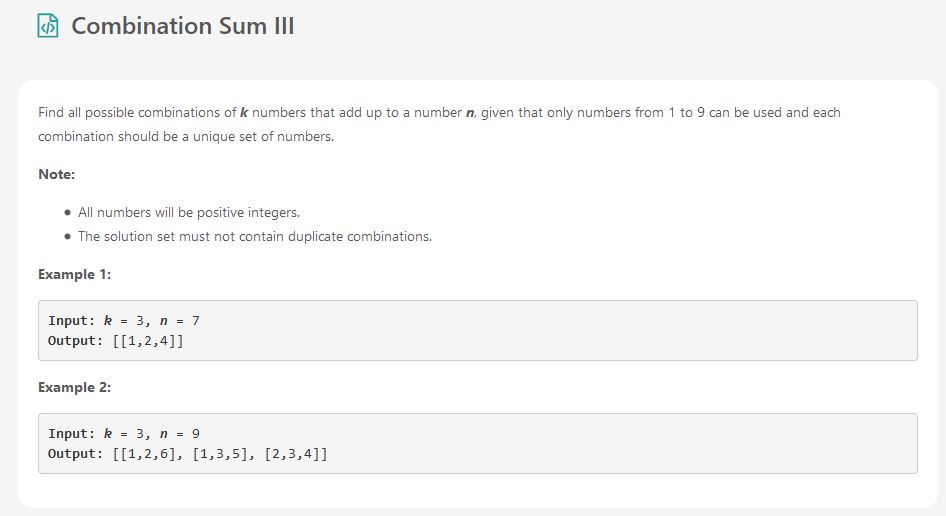 Combination Sum III
Find all possible combinations of k numbers that add up to a number n, given that only numbers from 1 to 9 can be used and each
combination should be a unique set of numbers.
Note:
• All numbers will be positive integers.
• The solution set must not contain duplicate combinations.
Example 1:
Input: k = 3, n = 7
Output: [[1,2,4]]
Example 2:
Input: k = 3, n = 9
Output: [[1,2,6], [1,3,5], [2,3,4]]